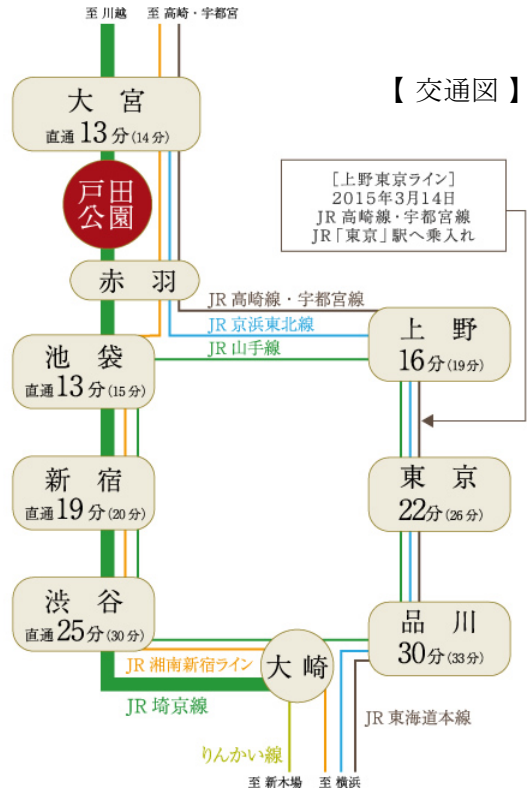 至 川越
至 高崎・宇都宮
【 交通図 】
大宮
直通13分(14分)
戸田
公園
[上野東京ライン]
2015年3月14日
JR 高崎線・宇都宮線
JR「東京」駅へ乗入れ
赤羽
JR 高崎線・宇都宮線
JR 京浜東北線
JR 山手線
上野
16分(19分)
池袋
直通13分(15分)
新宿
直通19分(20分)
東京
22分(26分)
渋谷
直通25分(30分)
品川
30分(33分)
JR 湘南新宿ライン
大崎
JR 埼京線
JR 東海道本線
りんかい線
至 新木場
至 横浜